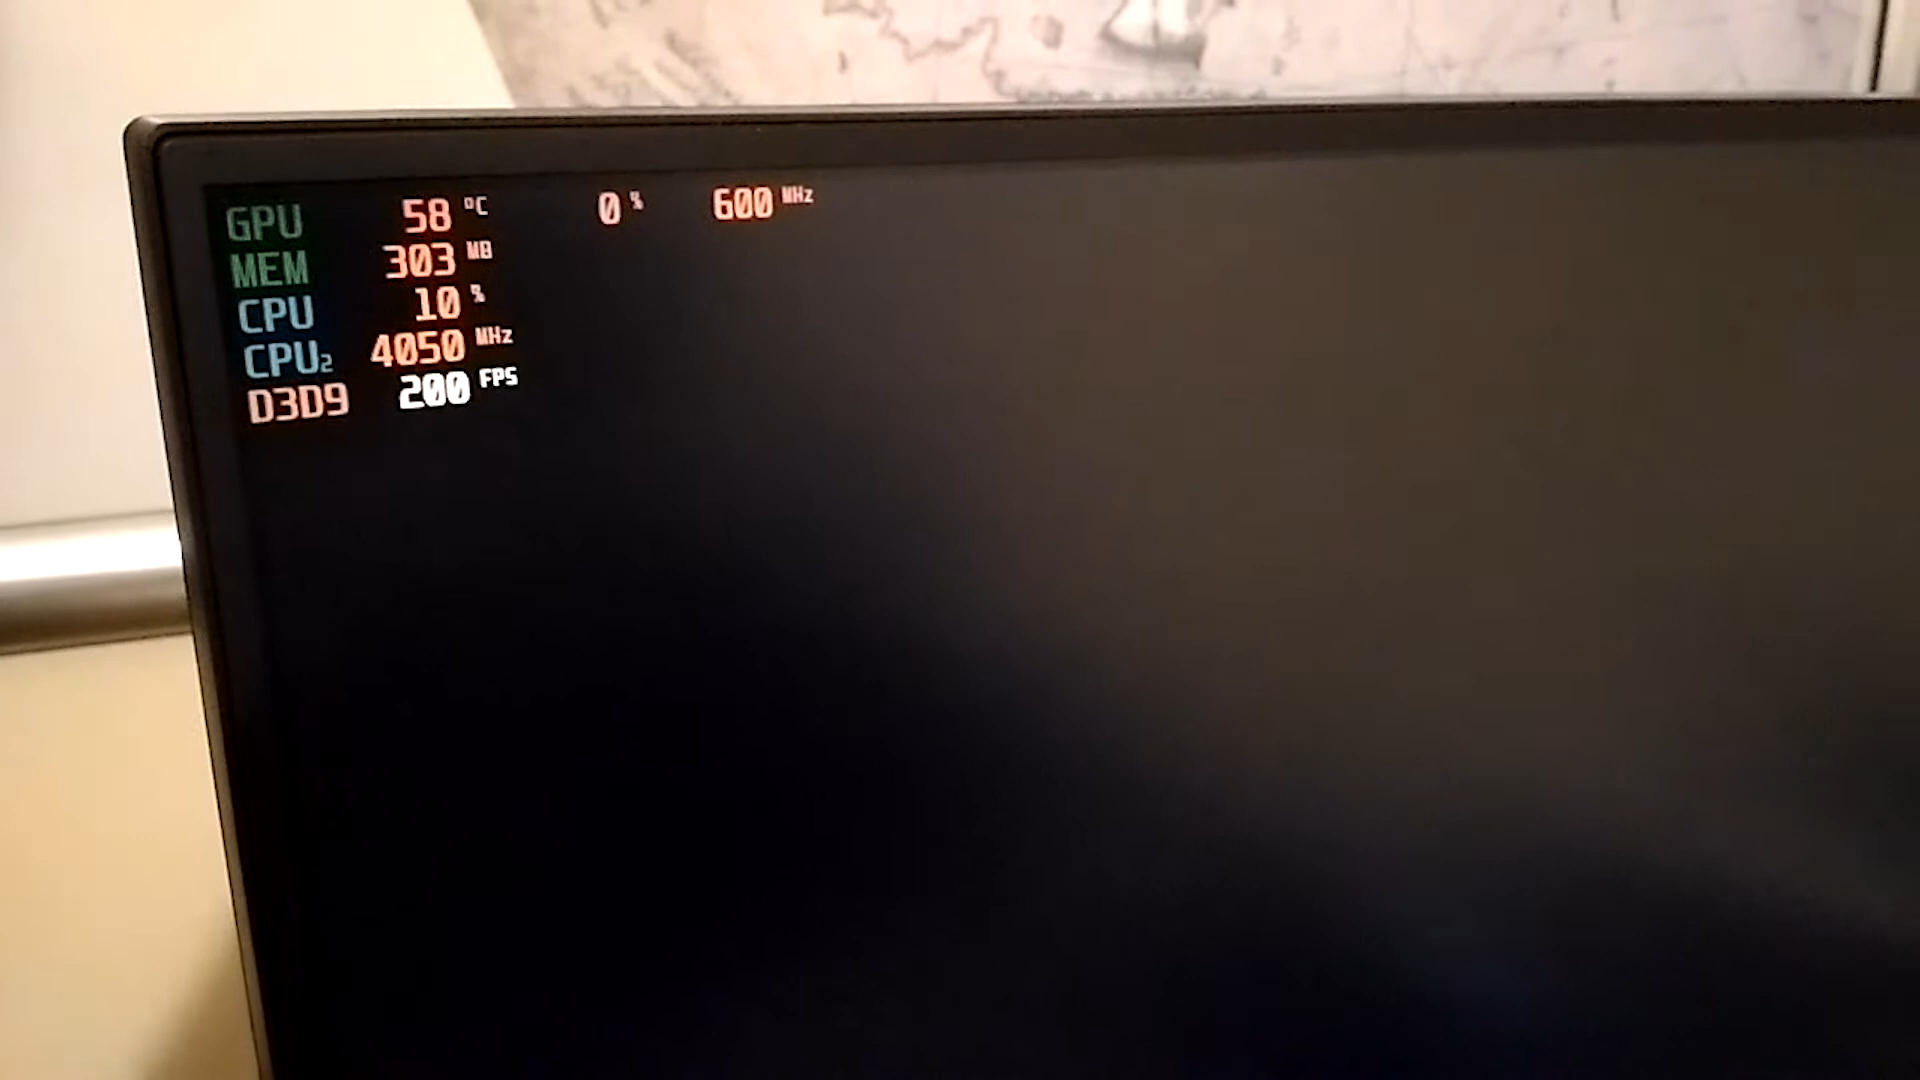 GPU 58 °C 0 % 600 MHz
MEM 303 MB
CPU 10 %
CPU2 4050 MHz
D3D9 200 FPS